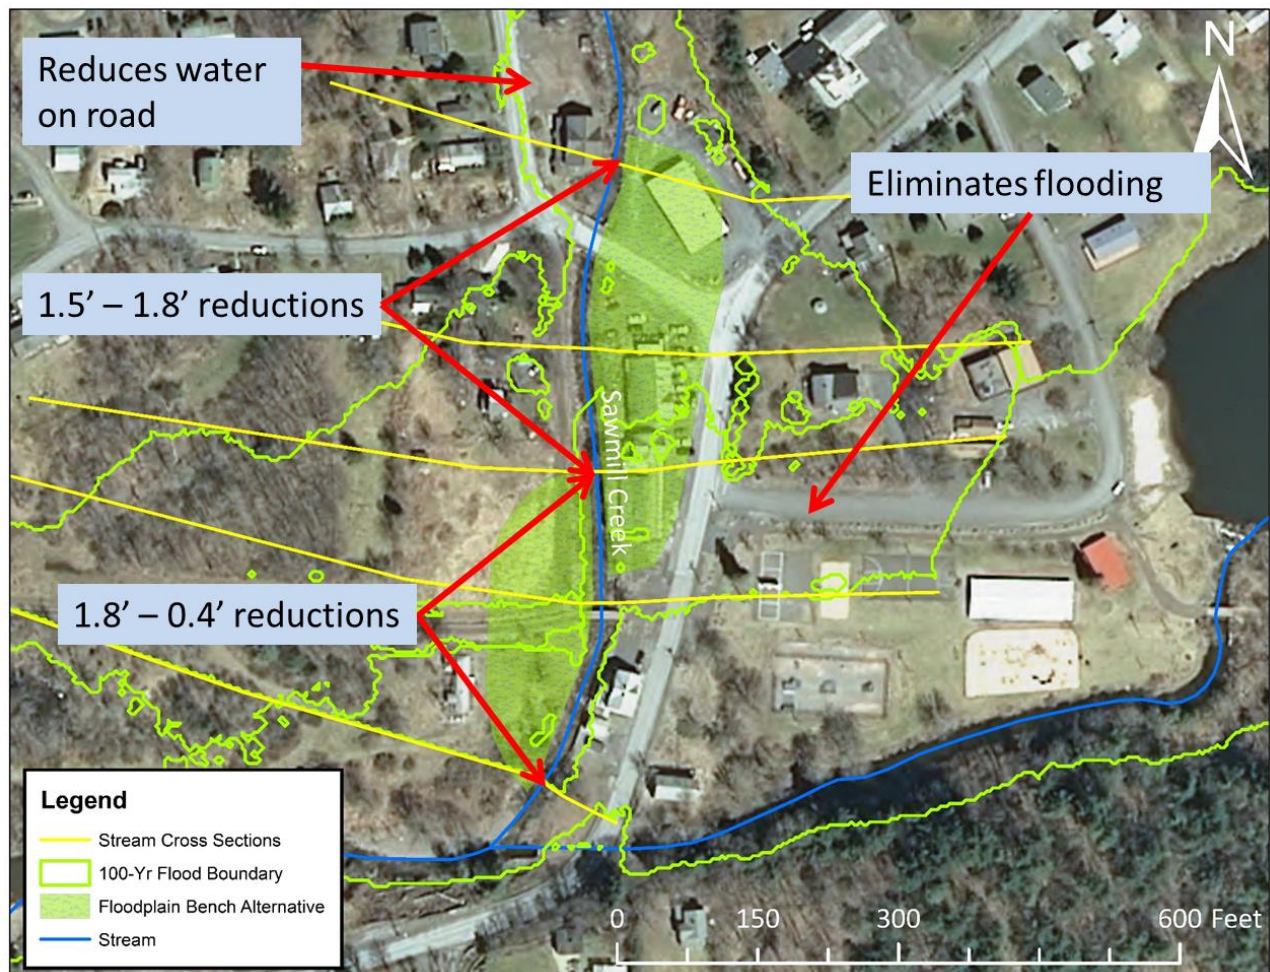 Reduces water
on road
N
Eliminates flooding
1.5’ – 1.8’ reductions
Sawmill Creek
1.8’ – 0.4’ reductions
Legend
Stream Cross Sections
100-Yr Flood Boundary
Floodplain Bench Alternative
Stream
0 150 300 600 Feet